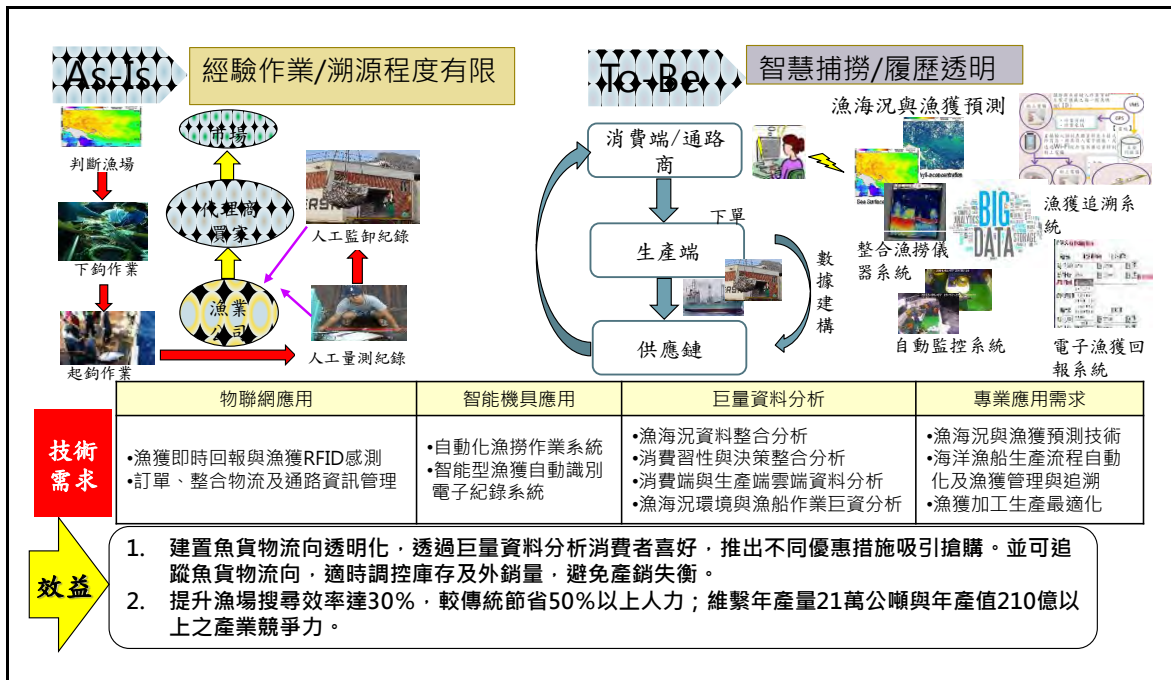 As-Is
經驗作業/溯源程度有限
To-Be
智慧捕撈/履歷透明
判斷漁場
下鉤作業
起鉤作業
市場
代理商
買家
漁業
公司
人工監卸紀錄
人工量測紀錄
消費端/通路
商
下單
生產端
供應鏈
數據建構
漁海況與漁獲預測
Sea Surface
BIG
DATA
STORAGE
ANALYTICS
整合漁撈儀
器系統
自動監控系統
VMS
GPS
漁獲追溯系
統
電子漁獲回
報系統
技術
需求
物聯網應用
智能機具應用
巨量資料分析
專業應用需求
•漁獲即時回報與漁獲RFID感測
•訂單、整合物流及通路資訊管理
•自動化漁撈作業系統
•智能型漁獲自動識別
電子紀錄系統
•漁海況資料整合分析
•消費習性與決策整合分析
•消費端與生產端雲端資料分析
•漁海況環境與漁船作業巨資分析
•漁海況與漁獲預測技術
•海洋漁船生產流程自動
化及漁獲管理與追溯
•漁獲加工生產最適化
效益
1. 建置魚貨物流向透明化，透過巨量資料分析消費者喜好，推出不同優惠措施吸引搶購。並可追
蹤魚貨物流向，適時調控庫存及外銷量，避免產銷失衡。
2. 提升漁場搜尋效率達30%，較傳統節省50%以上人力；維繫年產量21萬公噸與年產值210億以
上之產業競爭力。